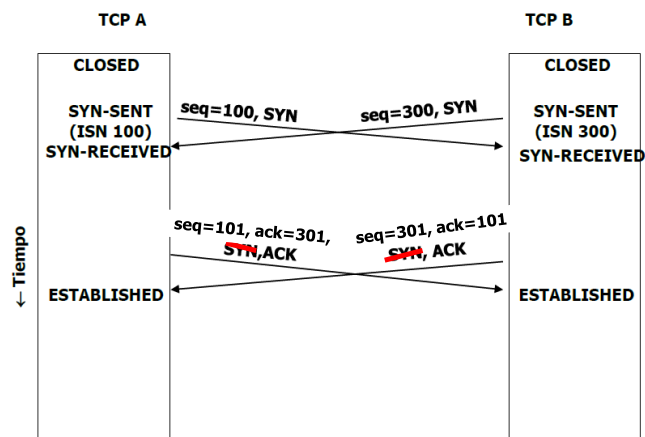 TCP A
TCP B
CLOSED
CLOSED
seq=100, SYN
seq=300, SYN
SYN-SENT
(ISN 100)
SYN-RECEIVED
SYN-SENT
(ISN 300)
SYN-RECEIVED
seq=101, ack=301,
SYN,ACK
seq=301, ack=101
SYN, ACK
← Tiempo
ESTABLISHED
ESTABLISHED